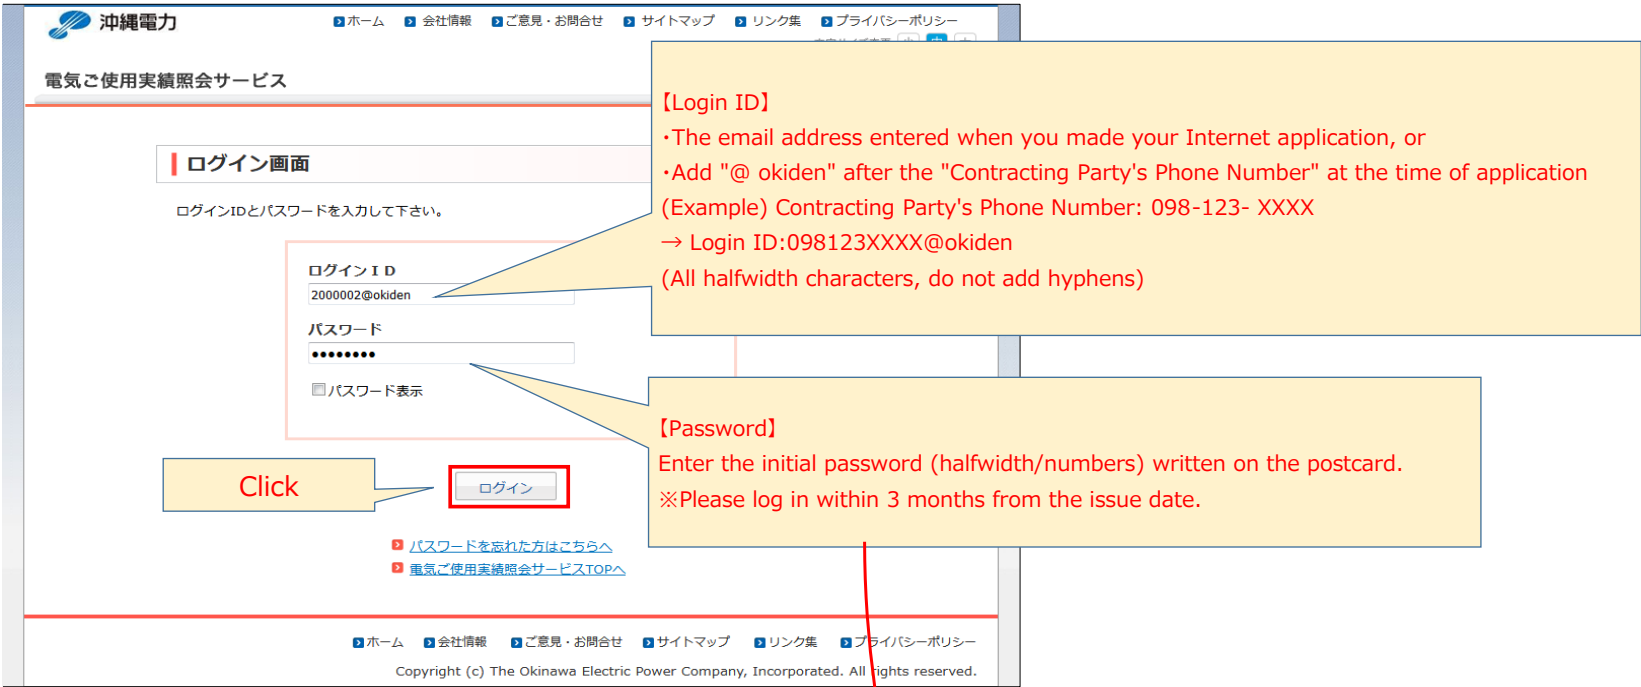 沖縄電力
ホーム 会社情報 ご意見・お問合せ サイトマップ リンク集 プライバシーポリシー
電気ご使用実績照会サービス
【Login ID】
・The email address entered when you made your Internet application, or
・Add "@ okiden" after the "Contracting Party's Phone Number" at the time of application
(Example) Contracting Party's Phone Number: 098-123- XXXX
→ Login ID:098123XXXX@okiden
(All halfwidth characters, do not add hyphens)
ログイン画面
ログインIDとパスワードを入力して下さい。
ログインＩＤ
2000002@okiden
パスワード
••••••••
パスワード表示
【Password】
Enter the initial password (halfwidth/numbers) written on the postcard.
※Please log in within 3 months from the issue date.
Click
ログイン
パスワードを忘れた方はこちらへ
電気ご使用実績照会サービスTOPへ
ホーム 会社情報 ご意見・お問合せ サイトマップ リンク集 プライバシーポリシー
Copyright (c) The Okinawa Electric Power Company, Incorporated. All rights reserved.